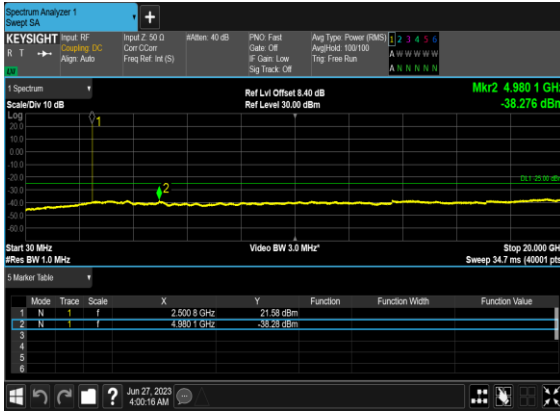 Spectrum Analyzer 1
Swept SA
+
KEYSIGHT
R T
LV
Input: RF
Coupling: DC
Align: Auto
Input Z: 50 Ω
Corr CCorr
Freq Ref: Int (S)
#Atten: 40 dB
PNO: Fast
Gate: Off
IF Gain: Low
Sig Track: Off
Avg Type: Power (RMS)
Avg|Hold: 100/100
Trig: Free Run
1 2 3 4 5 6
A W W W W W
A N N N N N
1 Spectrum
Scale/Div 10 dB
Ref Lvl Offset 8.40 dB
Ref Level 30.00 dBm
Mkr2 4.980 1 GHz
-38.276 dBm
Log
1
20.0
10.0
0.00
-10.0
-20.0
DL1 -25.00 dBm
-30.0
2
-40.0
-50.0
-60.0
Start 30 MHz
#Res BW 1.0 MHz
Video BW 3.0 MHz*
Stop 20.000 GH
Sweep 34.7 ms (40001 pts
5 Marker Table
Mode Trace Scale X Y Function Function Width Function Value
1 N 1 f 2.500 8 GHz 21.58 dBm
2 N 1 f 4.980 1 GHz -38.28 dBm
3
4
5
6
?
Jun 27, 2023
4:00:16 AM